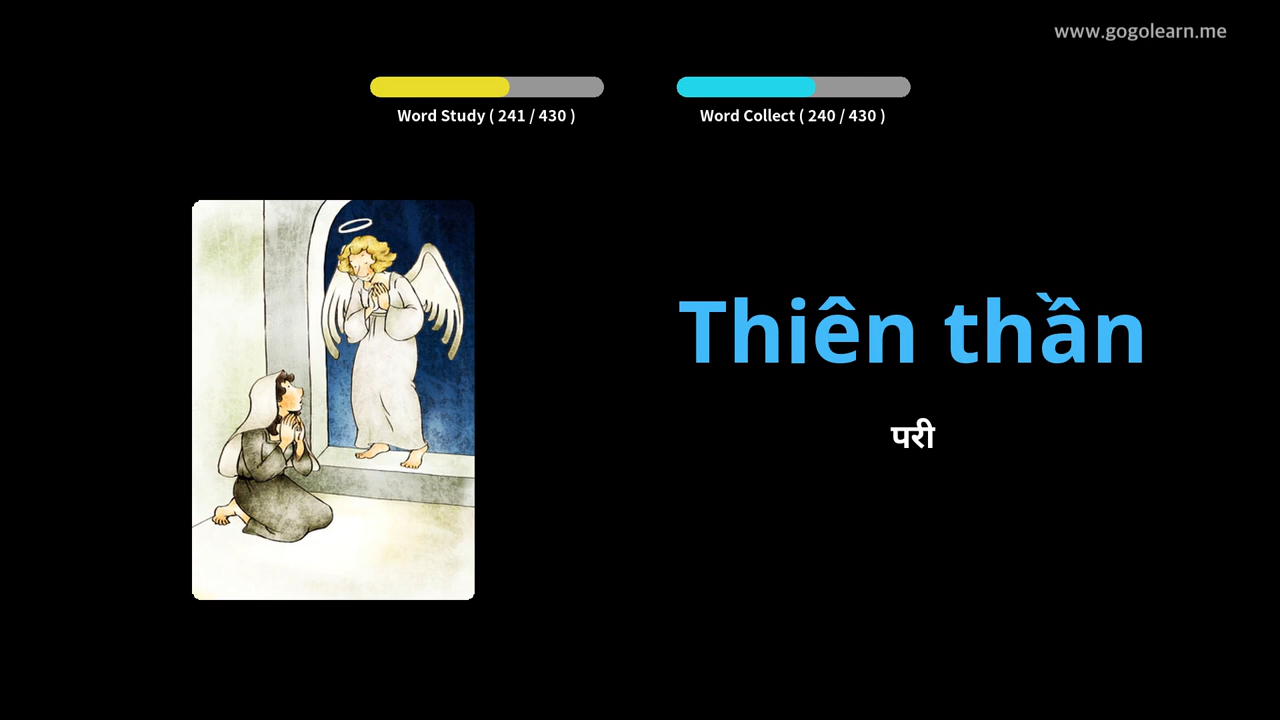 www.gogolearn.me
Word Study ( 241 / 430 )
Word Collect ( 240 / 430 )
Thiên thần
परी